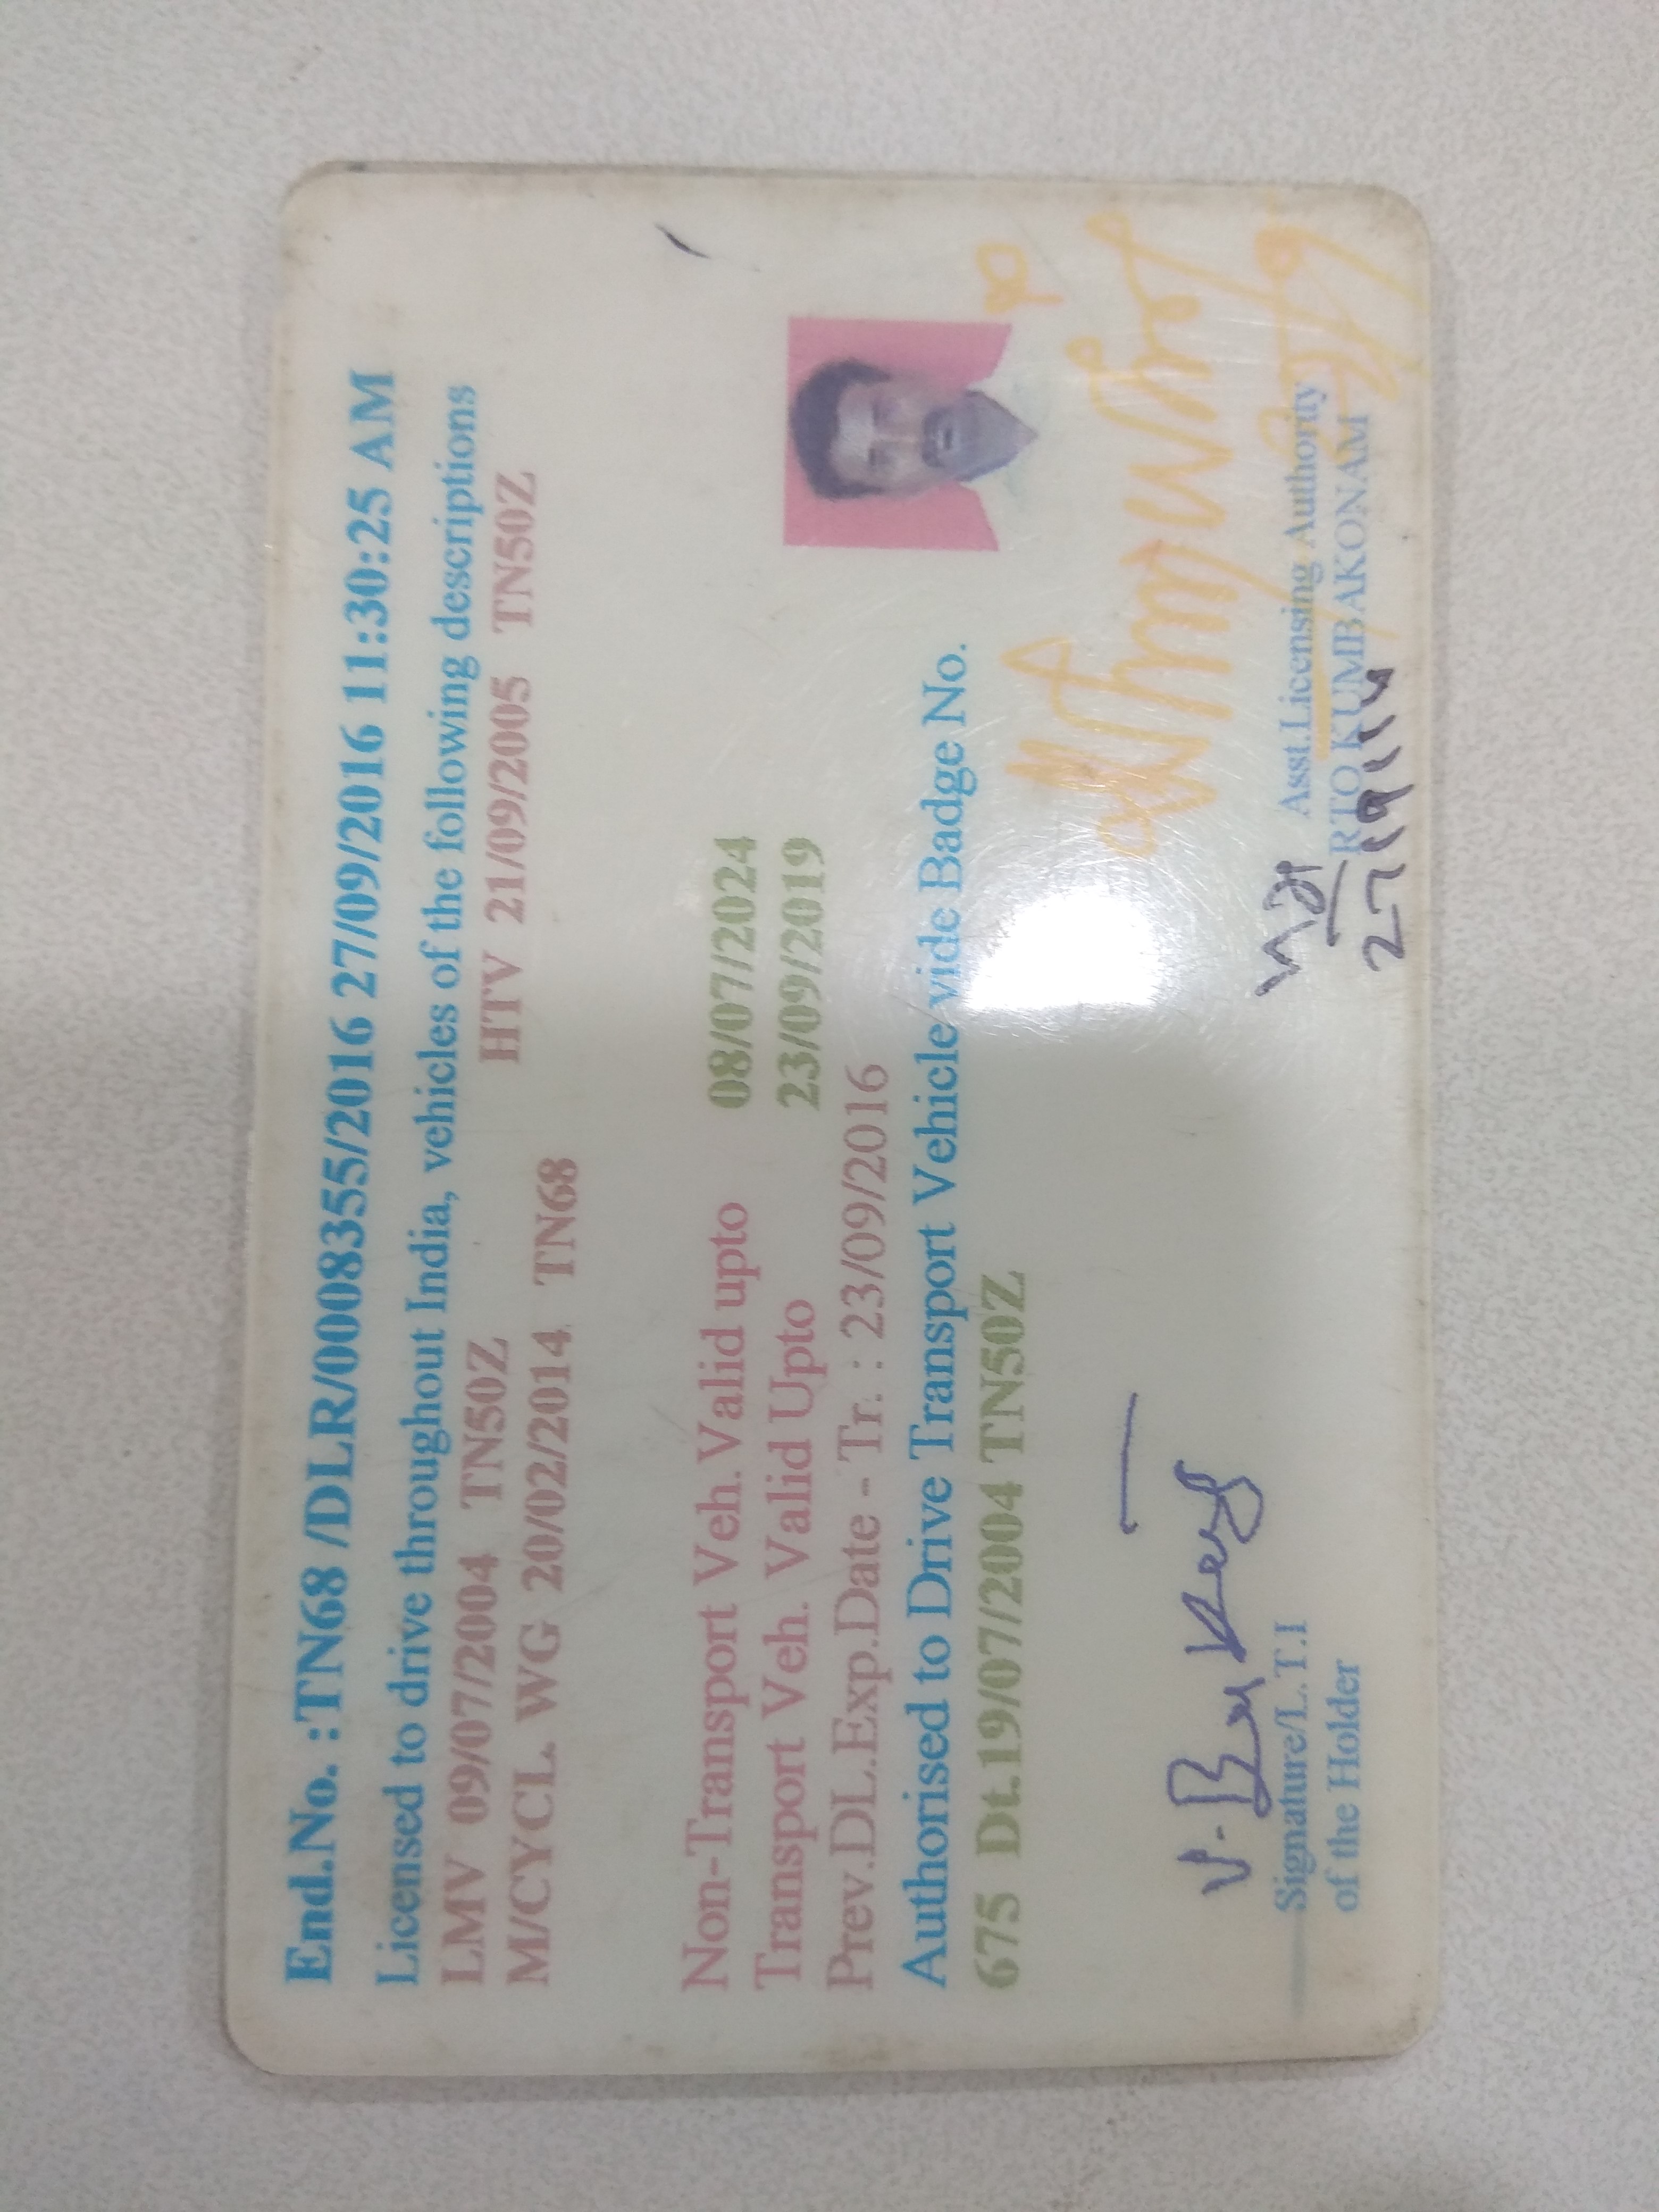 End.No. :TN68 /DLR/0008355/2016 27/09/2016 11:30:25 AM
Licensed to drive throughout India, vehicles of the following descriptions
LMV 09/07/2004 TN50Z HTV 21/09/2005 TN50Z
M/CYCL. WG 20/02/2014 TN68
Non-Transport Veh.Valid upto 08/07/2024
Transport Veh. Valid Upto 23/09/2019
Prev.DL.Exp.Date - Tr. : 23/09/2016
Authorised to Drive Transport Vehicle vide Badge No.
675 Dt.19/07/2004 TN50Z
Signature/L.T.I
of the Holder
Asst.Licensing Authority
RTO KUMBAKONAM